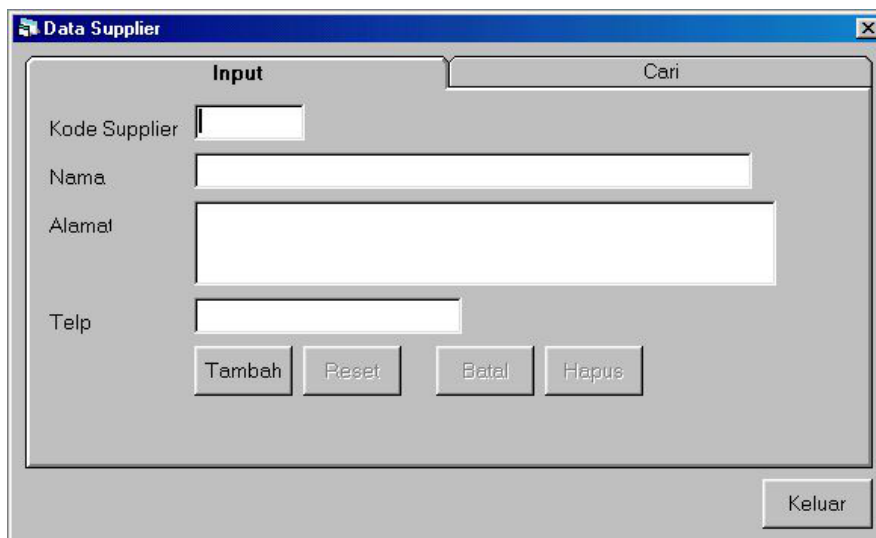 Data Supplier
Input Cari
Kode Supplier
Nama
Alamat
Telp
Tambah Reset Batal Hapus
Keluar